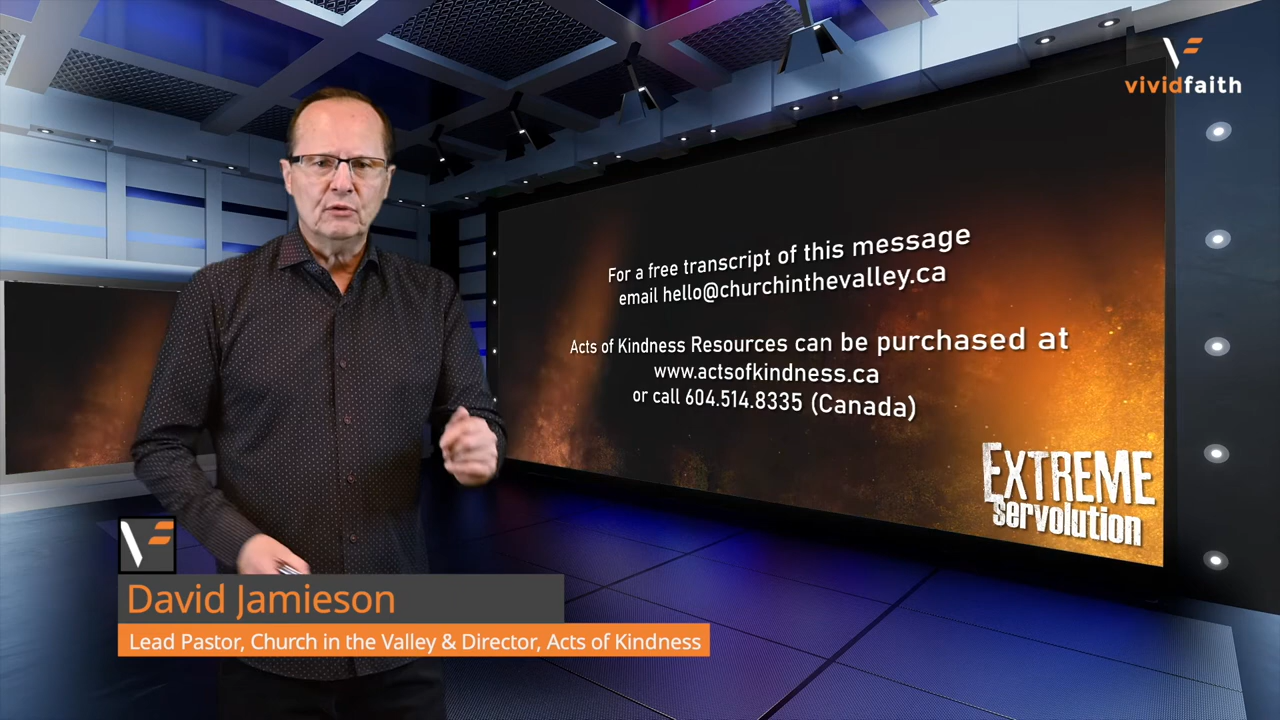 VF
vividfaith
For a free transcript of this message
email hello@churchinthevalley.ca
Acts of Kindness Resources can be purchased at
www.actsofkindness.ca
or call 604.514.8335 (Canada)
EXTREME
servolution
VF
David Jamieson
Lead Pastor, Church in the Valley & Director, Acts of Kindness